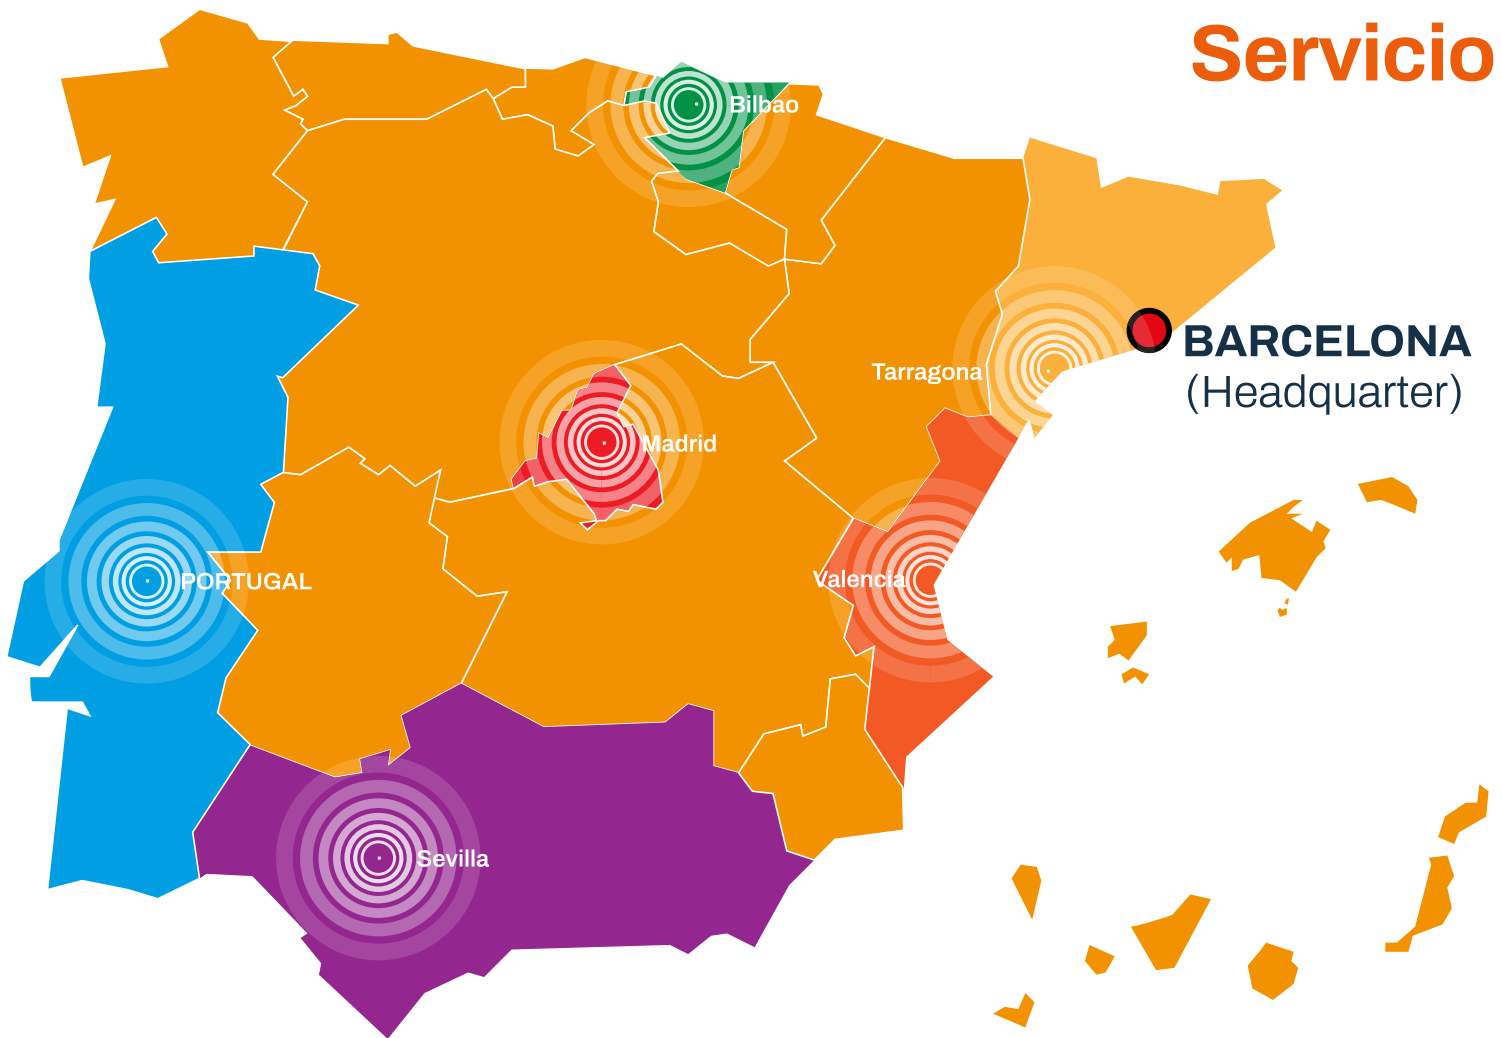 Servicio
Bilbao
BARCELONA
(Headquarter)
Tarragona
Madrid
Valencia
PORTUGAL
Sevilla